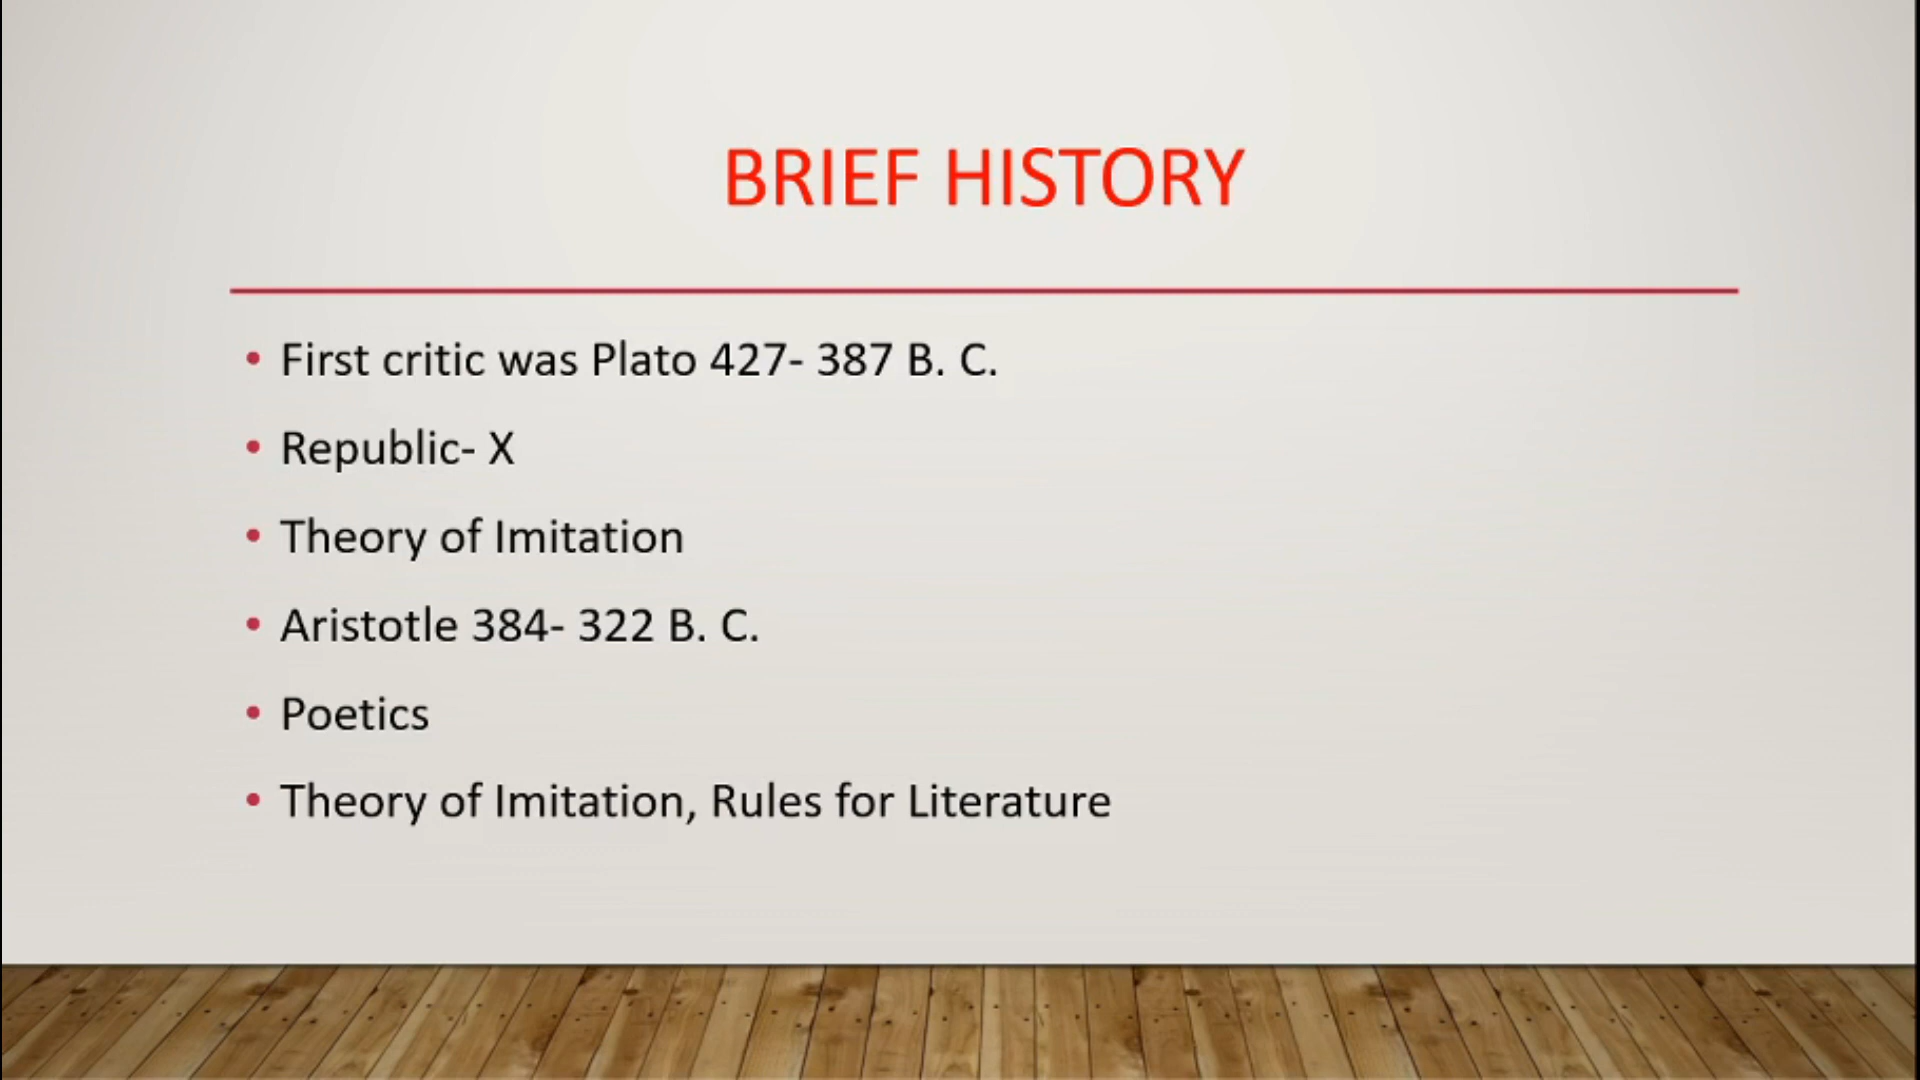 BRIEF HISTORY
• First critic was Plato 427- 387 B. C.
• Republic- X
• Theory of Imitation
• Aristotle 384- 322 B. C.
• Poetics
• Theory of Imitation, Rules for Literature